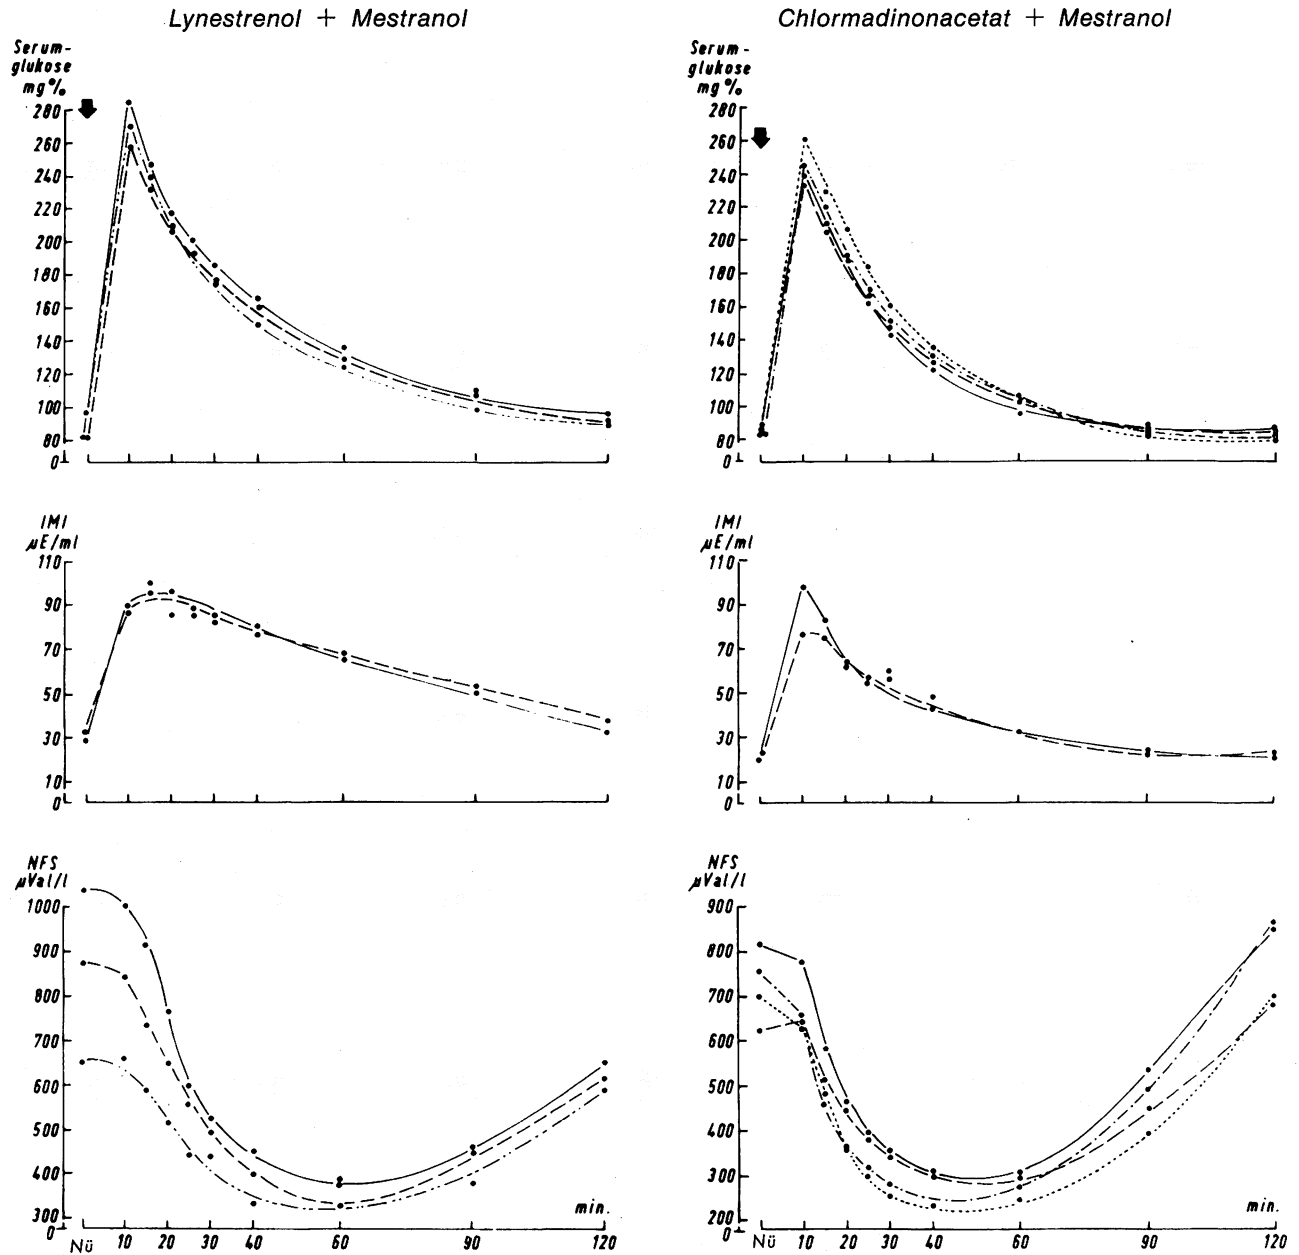 Lynestrenol + Mestranol
Serum-
glukose
mg%
280
260
240
220
200
180
160
140
120
100
80
0
IMI
µE/ml
110
90
70
50
30
10
0
NFS
µVal/l
1000
900
800
700
600
500
400
300
0
Nü 10 20 30 40 60 90 120
min.
Chlormadinonacetat + Mestranol
Serum-
glukose
mg%
280
260
240
220
200
180
160
140
120
100
80
0
IMI
µE/ml
110
90
70
50
30
10
0
NFS
µVal/l
900
800
700
600
500
400
300
200
0
Nü 10 20 30 40 60 90 120
min.